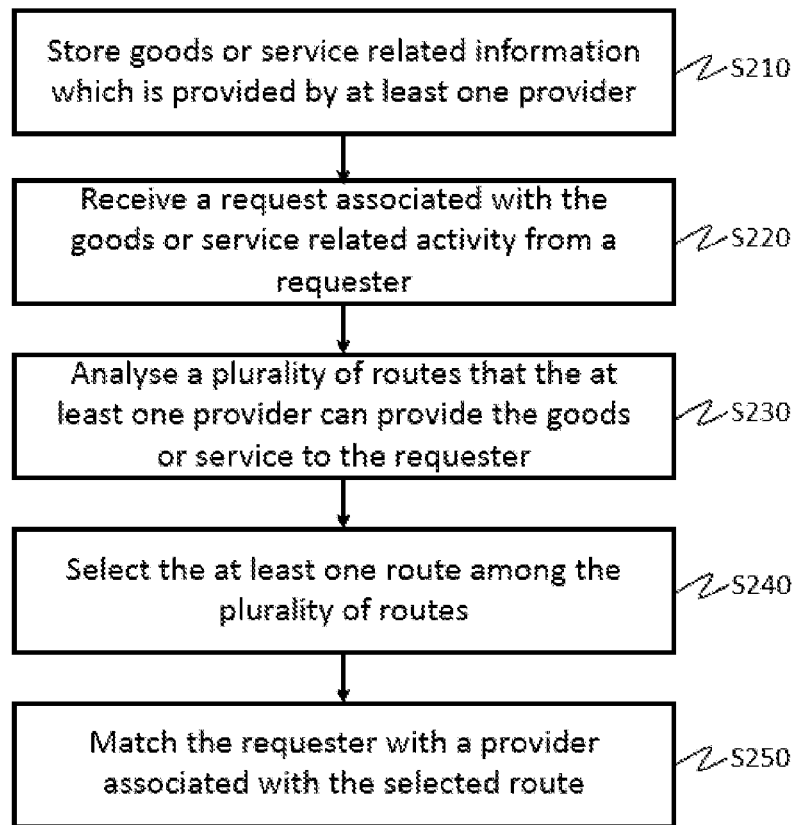 Store goods or service related information
which is provided by at least one provider
S210
Receive a request associated with the
goods or service related activity from a
requester
S220
Analyse a plurality of routes that the at
least one provider can provide the goods
or service to the requester
S230
Select the at least one route among the
plurality of routes
S240
Match the requester with a provider
associated with the selected route
S250